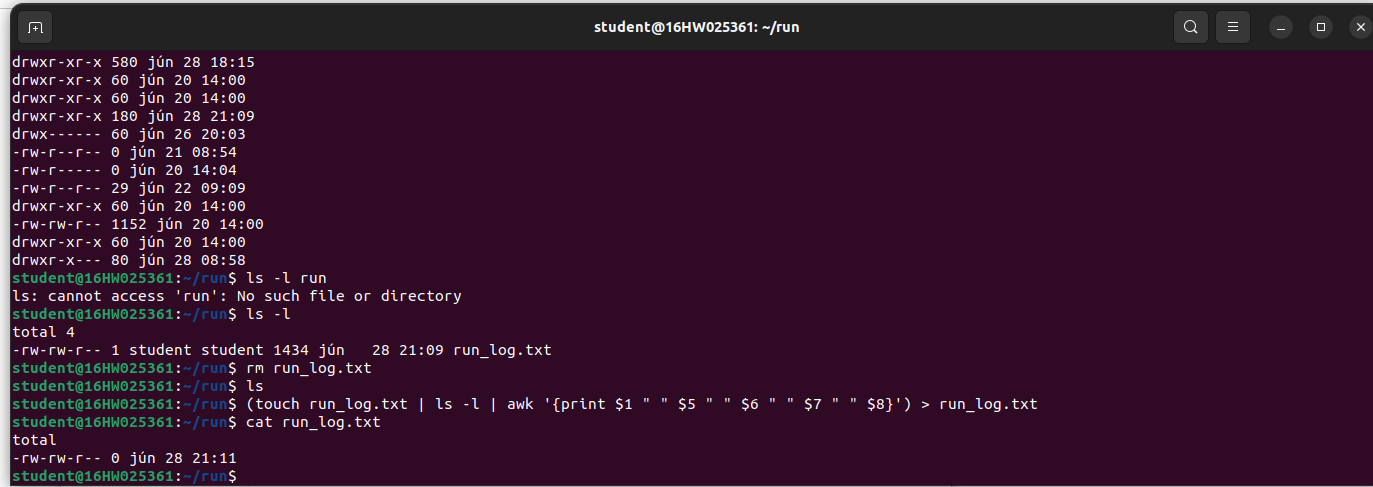 student@16HW025361: ~/run
drwxr-xr-x 580 jún 28 18:15
drwxr-xr-x 60 jún 20 14:00
drwxr-xr-x 60 jún 20 14:00
drwxr-xr-x 180 jún 28 21:09
drwx------ 60 jún 26 20:03
-rw-r--r-- 0 jún 21 08:54
-rw-r----- 0 jún 20 14:04
-rw-r--r-- 29 jún 22 09:09
drwxr-xr-x 60 jún 20 14:00
-rw-rw-r-- 1152 jún 20 14:00
drwxr-xr-x 60 jún 20 14:00
drwxr-x--- 80 jún 28 08:58
student@16HW025361:~/run$ ls -l run
ls: cannot access 'run': No such file or directory
student@16HW025361:~/run$ ls -l
total 4
-rw-rw-r-- 1 student student 1434 jún   28 21:09 run_log.txt
student@16HW025361:~/run$ rm run_log.txt
student@16HW025361:~/run$ ls
student@16HW025361:~/run$ (touch run_log.txt | ls -l | awk '{print $1 " " $5 " " $6 " " $7 " " $8}') > run_log.txt
student@16HW025361:~/run$ cat run_log.txt
total
-rw-rw-r-- 0 jún 28 21:11
student@16HW025361:~/run$